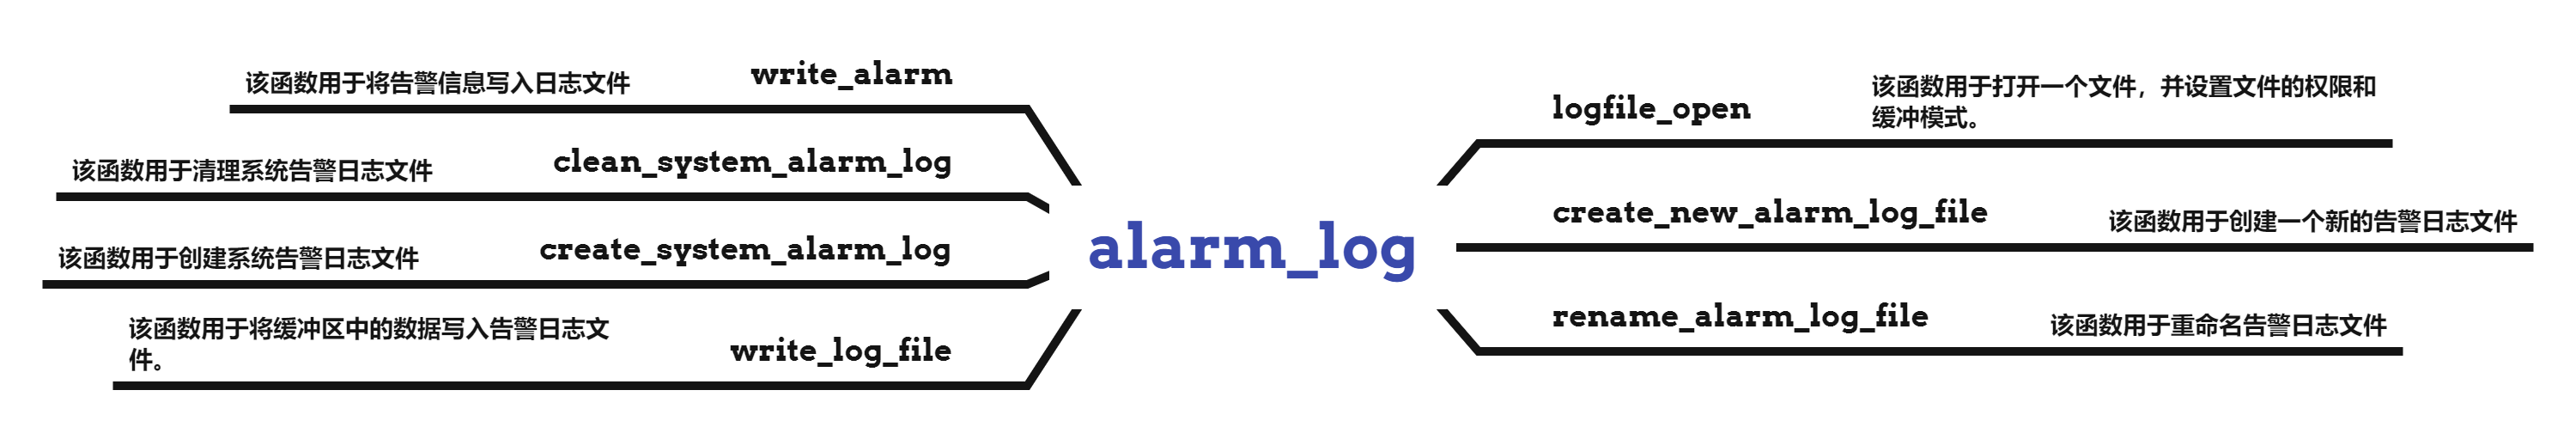 alarm_log
logfile_open
该函数用于打开一个文件，并设置文件的权限和
缓冲模式。
create_new_alarm_log_file
该函数用于创建一个新的告警日志文件
rename_alarm_log_file
该函数用于重命名告警日志文件
write_alarm
该函数用于将告警信息写入日志文件
clean_system_alarm_log
该函数用于清理系统告警日志文件
create_system_alarm_log
该函数用于创建系统告警日志文件
write_log_file
该函数用于将缓冲区中的数据写入告警日志文
件。